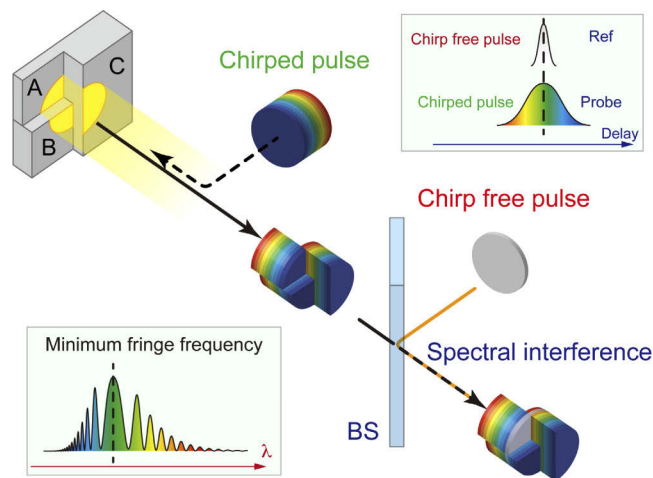 A
C
B
Chirped pulse
Chirp free pulse
Ref
Chirped pulse
Probe
Delay
Chirp free pulse
Minimum fringe frequency
λ
Spectral interference
BS